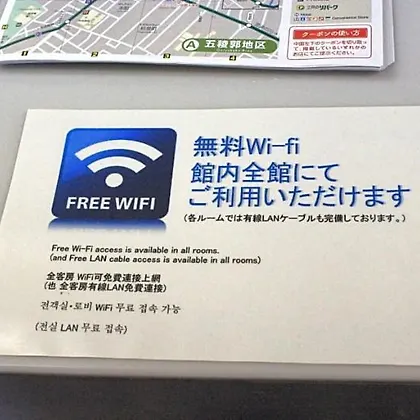 A 五稜郭地区
クーポンの使い方
FREE WIFI
無料Wi-fi
館内全館にて
ご利用いただけます
(各ルームでは有線LANケーブルも完備しております。)
Free Wi-Fi access is available in all rooms.
(and Free LAN cable access is available in all rooms)
全客房 WiFi可免費連接上網
(也 全客房有線LAN免費連接)
전객실·로비 WiFi 무료 접속 가능
(전실 LAN 무료 접속)